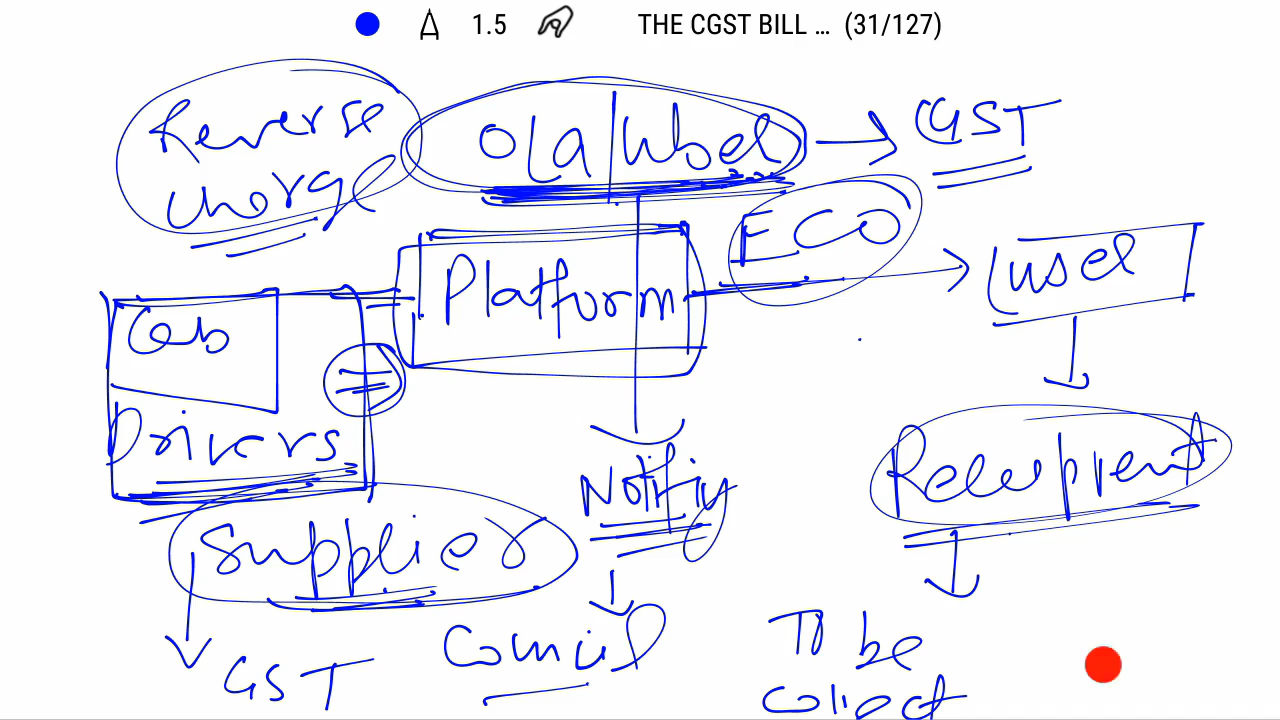 1.5 THE CGST BILL ... (31/127)
Reverse
charge
OLA/Uber → GST
ECO
Platform
User
Cab
Drivers
Notify
Recipient
Supplier
Council
GST
To be
collect